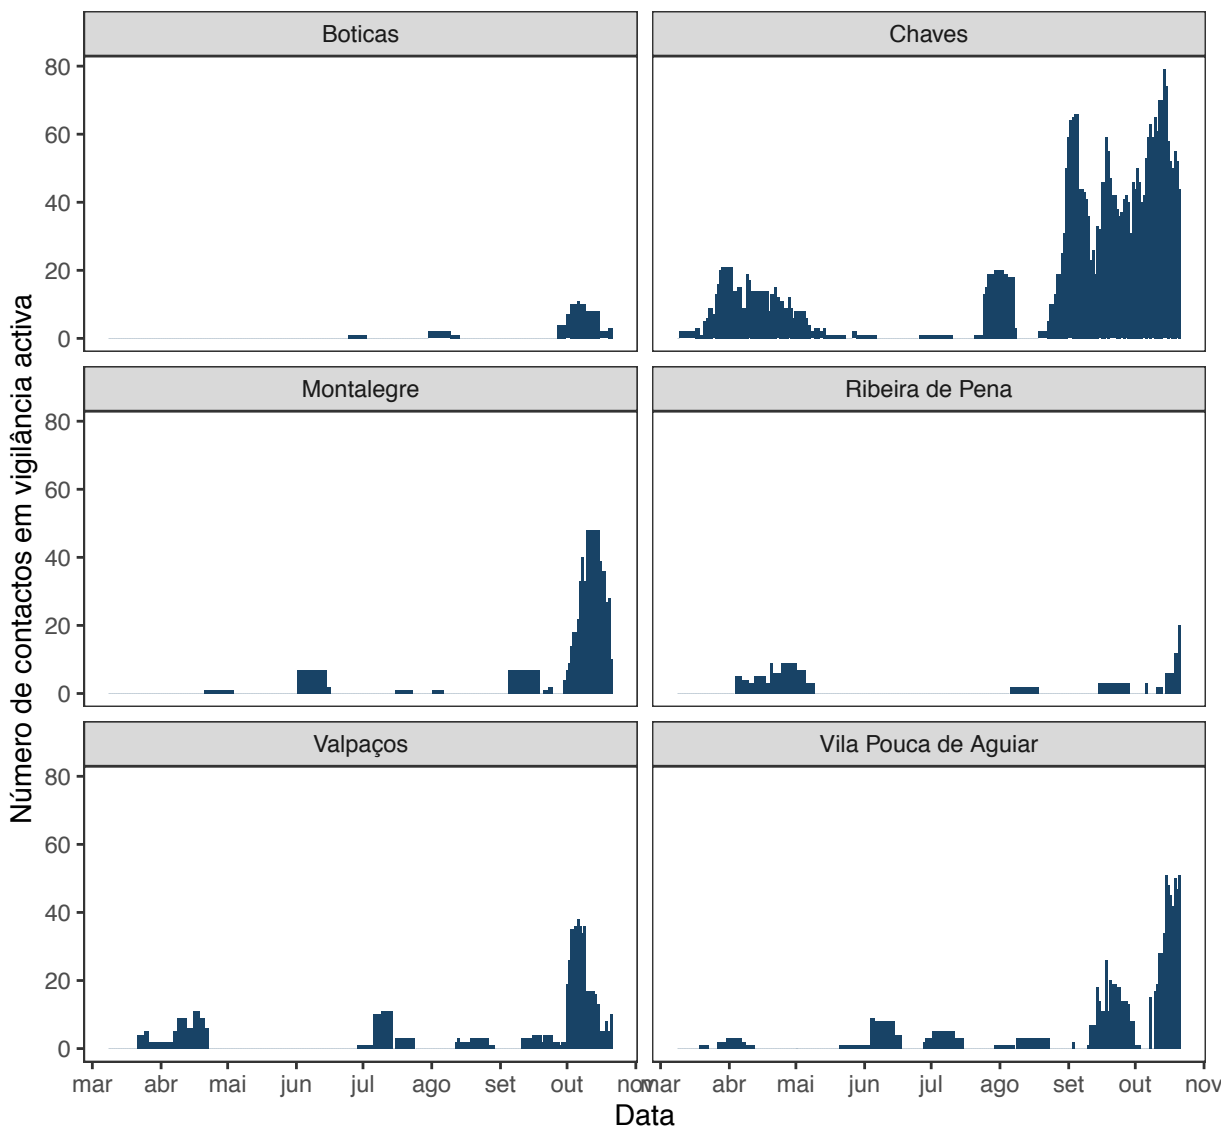 Boticas
Chaves
80
60
40
20
0
Montalegre
Ribeira de Pena
80
60
40
20
0
Valpaços
Vila Pouca de Aguiar
80
60
40
20
0
mar abr mai jun jul ago set out nov
mar abr mai jun jul ago set out nov
Data
Número de contactos em vigilância activa